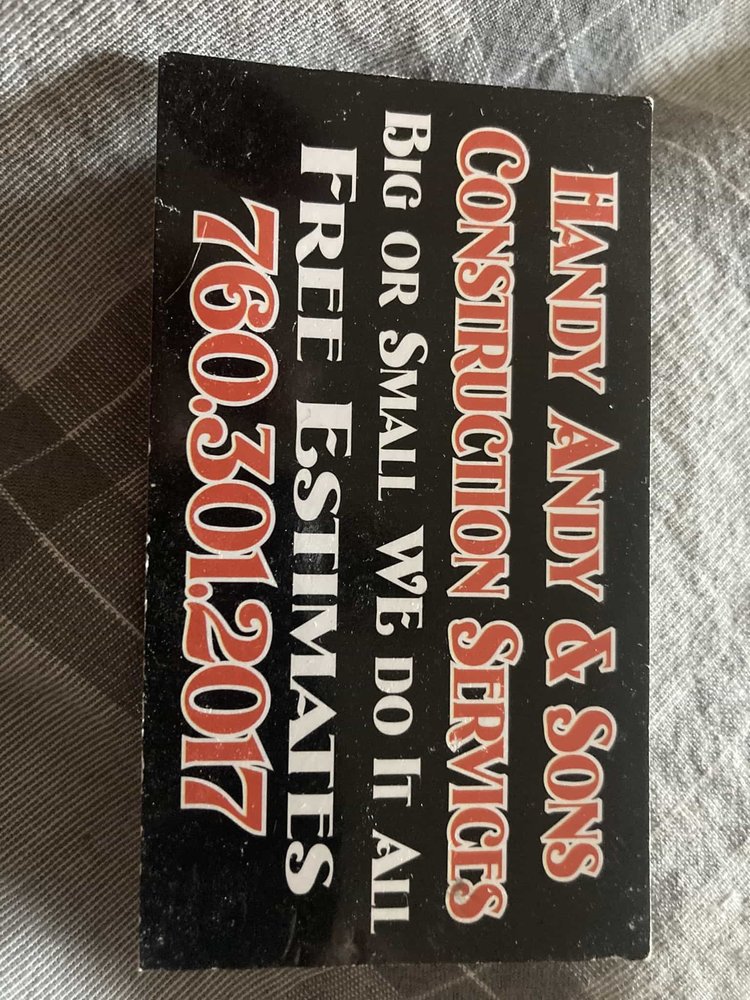 Handy Andy & Sons
Construction Services
Big or Small We do It All
Free Estimates
760.301.2017